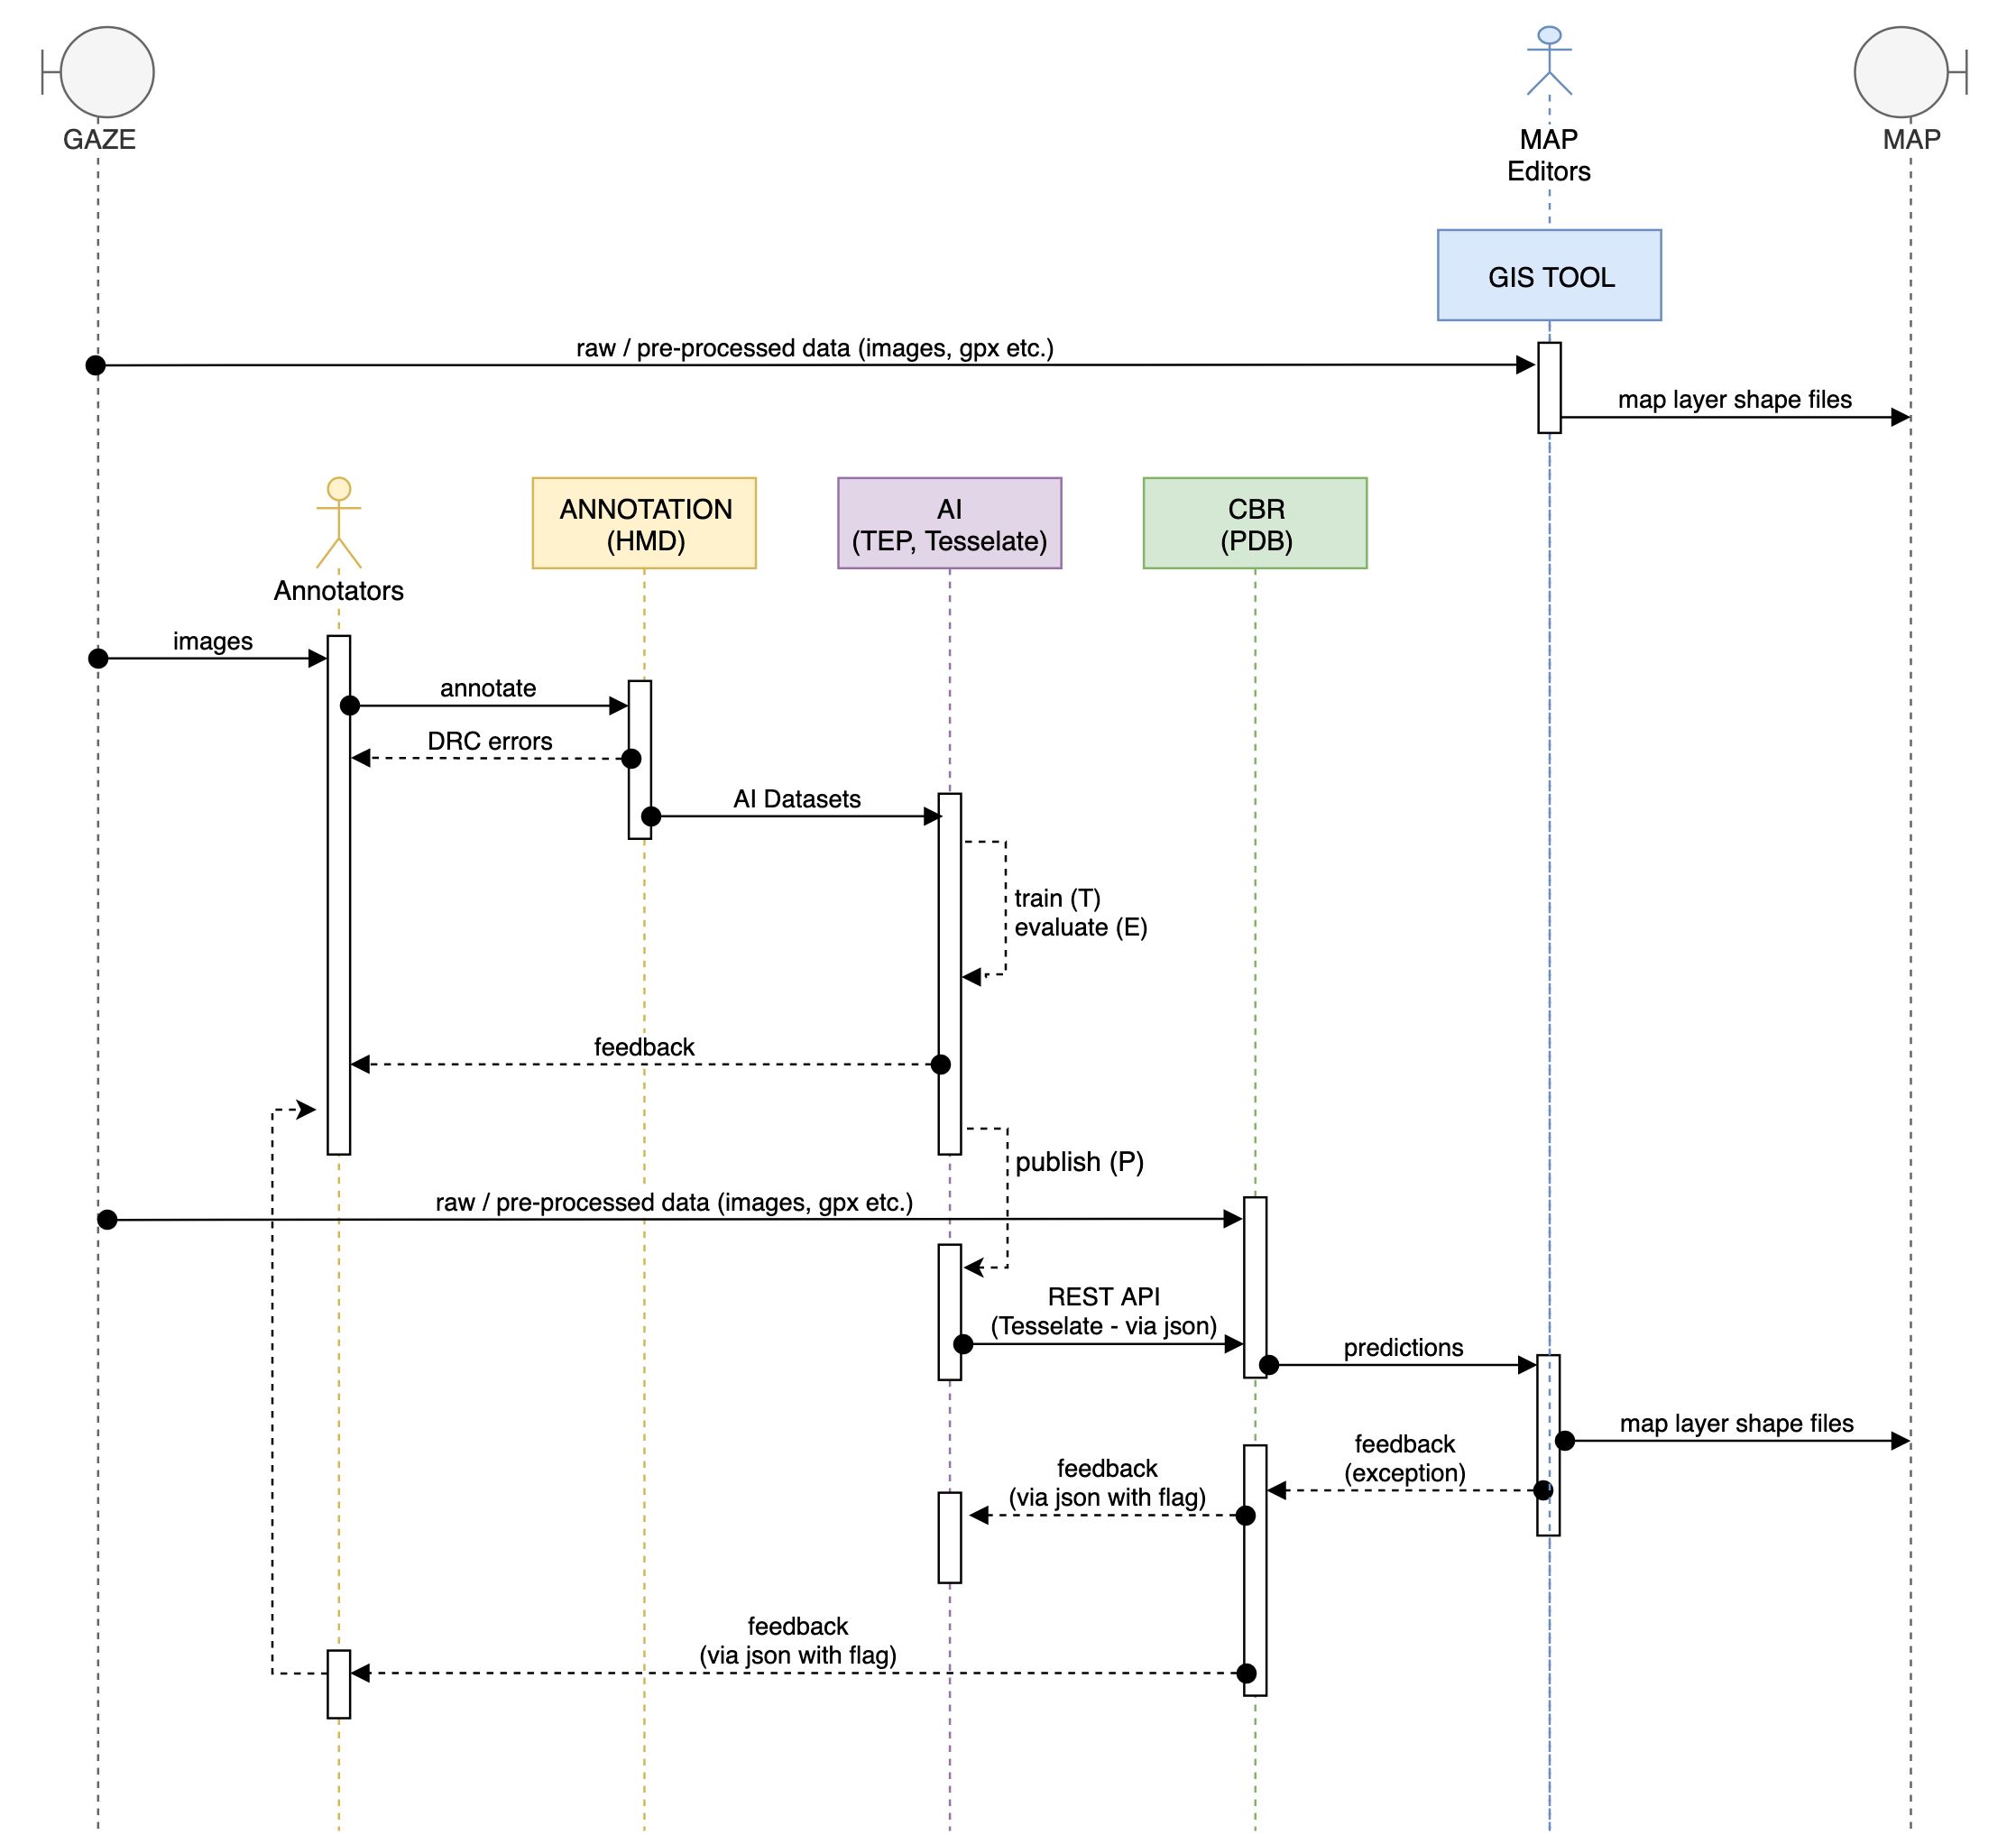 GAZE
MAP
Editors
MAP
GIS TOOL
raw / pre-processed data (images, gpx etc.)
map layer shape files
Annotators
ANNOTATION
(HMD)
AI
(TEP, Tesselate)
CBR
(PDB)
images
annotate
DRC errors
AI Datasets
train (T)
evaluate (E)
feedback
publish (P)
raw / pre-processed data (images, gpx etc.)
REST API
(Tesselate - via json)
predictions
map layer shape files
feedback
(exception)
feedback
(via json with flag)
feedback
(via json with flag)